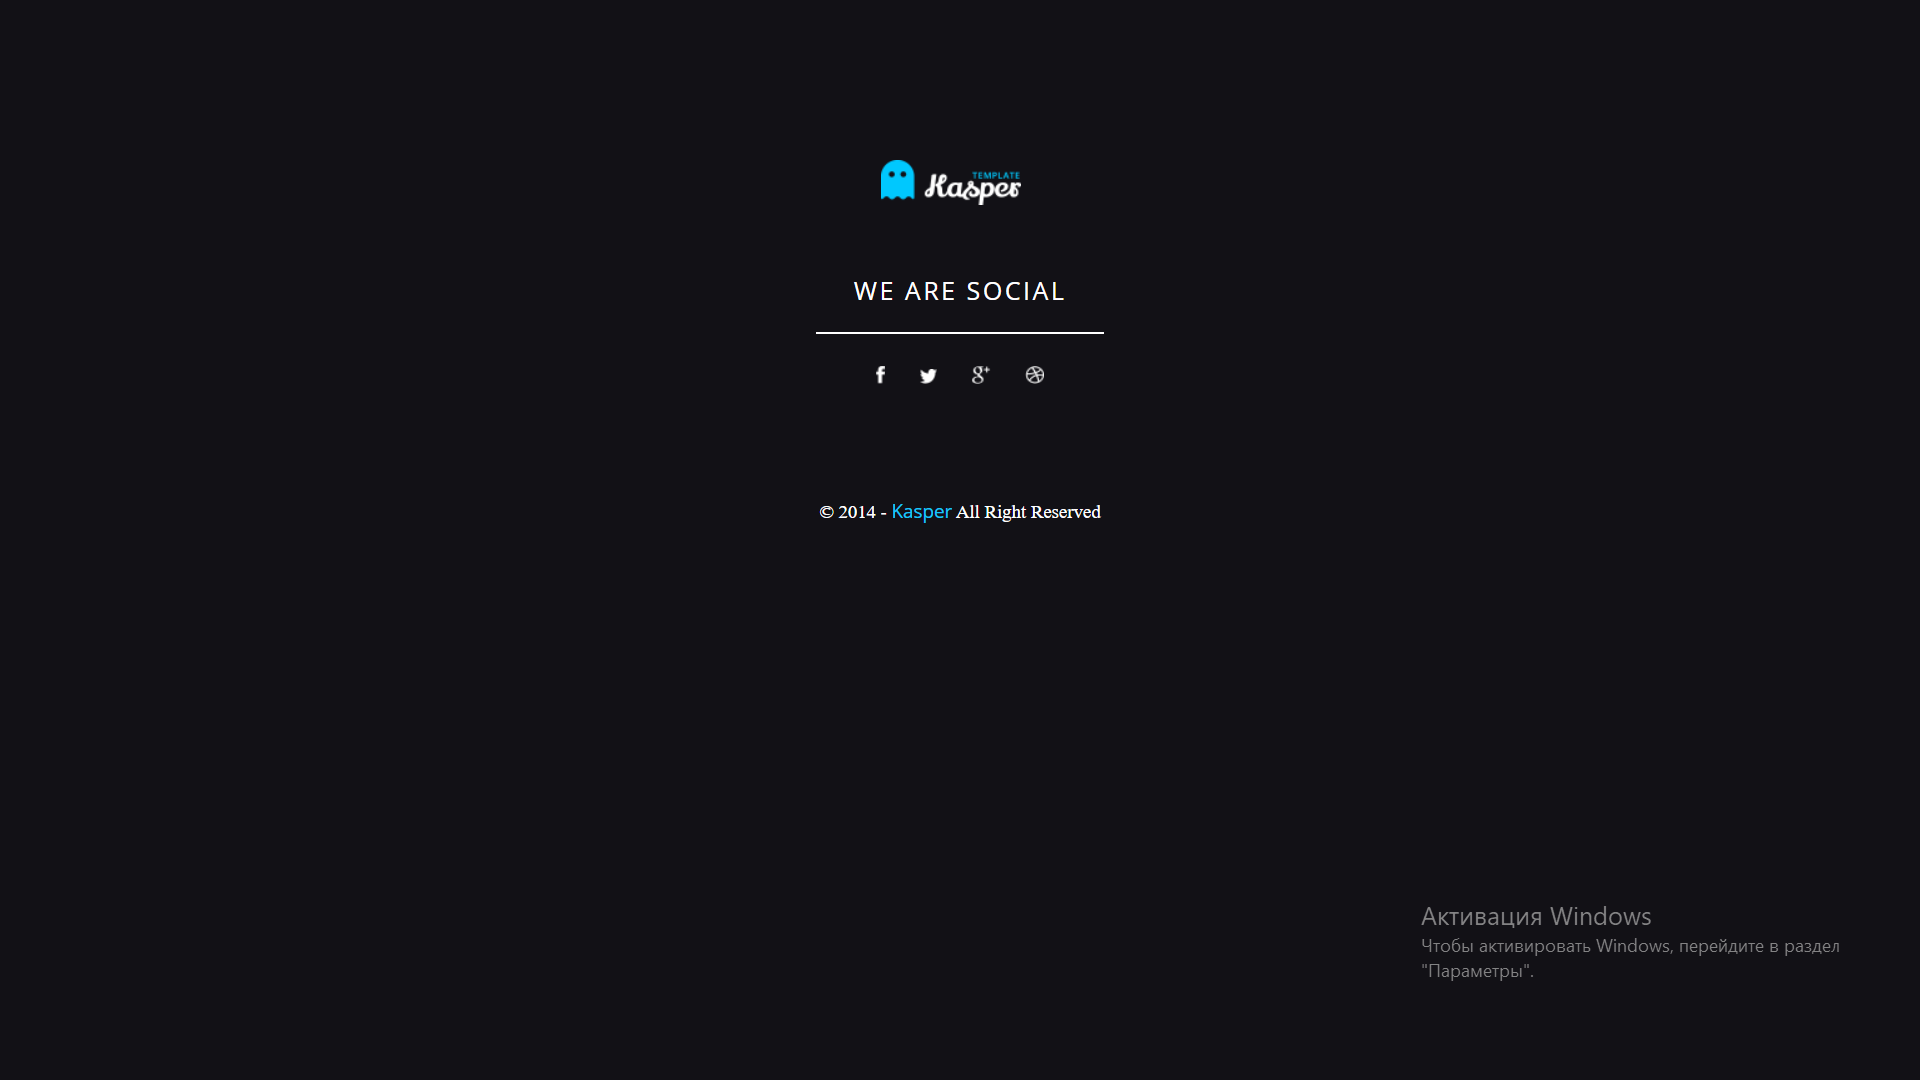 TEMPLATE
Kasper
WE ARE SOCIAL
© 2014 - Kasper All Right Reserved
Активация Windows
Чтобы активировать Windows, перейдите в раздел
"Параметры".